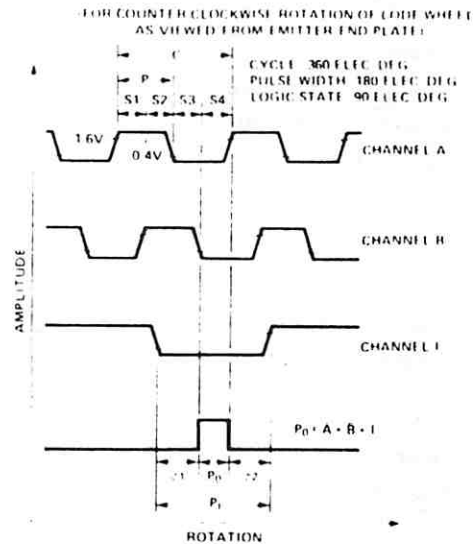 (FOR COUNTER CLOCKWISE ROTATION OF CODE WHEEL
AS VIEWED FROM EMITTER END PLATE)
C
CYCLE 360 ELEC DEG
PULSE WIDTH 180 ELEC DEG
LOGIC STATE 90 ELEC DEG
P
S1 S2 S3 S4
1.6V
0.4V
CHANNEL A
CHANNEL B
CHANNEL I
AMPLITUDE
P0
P1
ROTATION